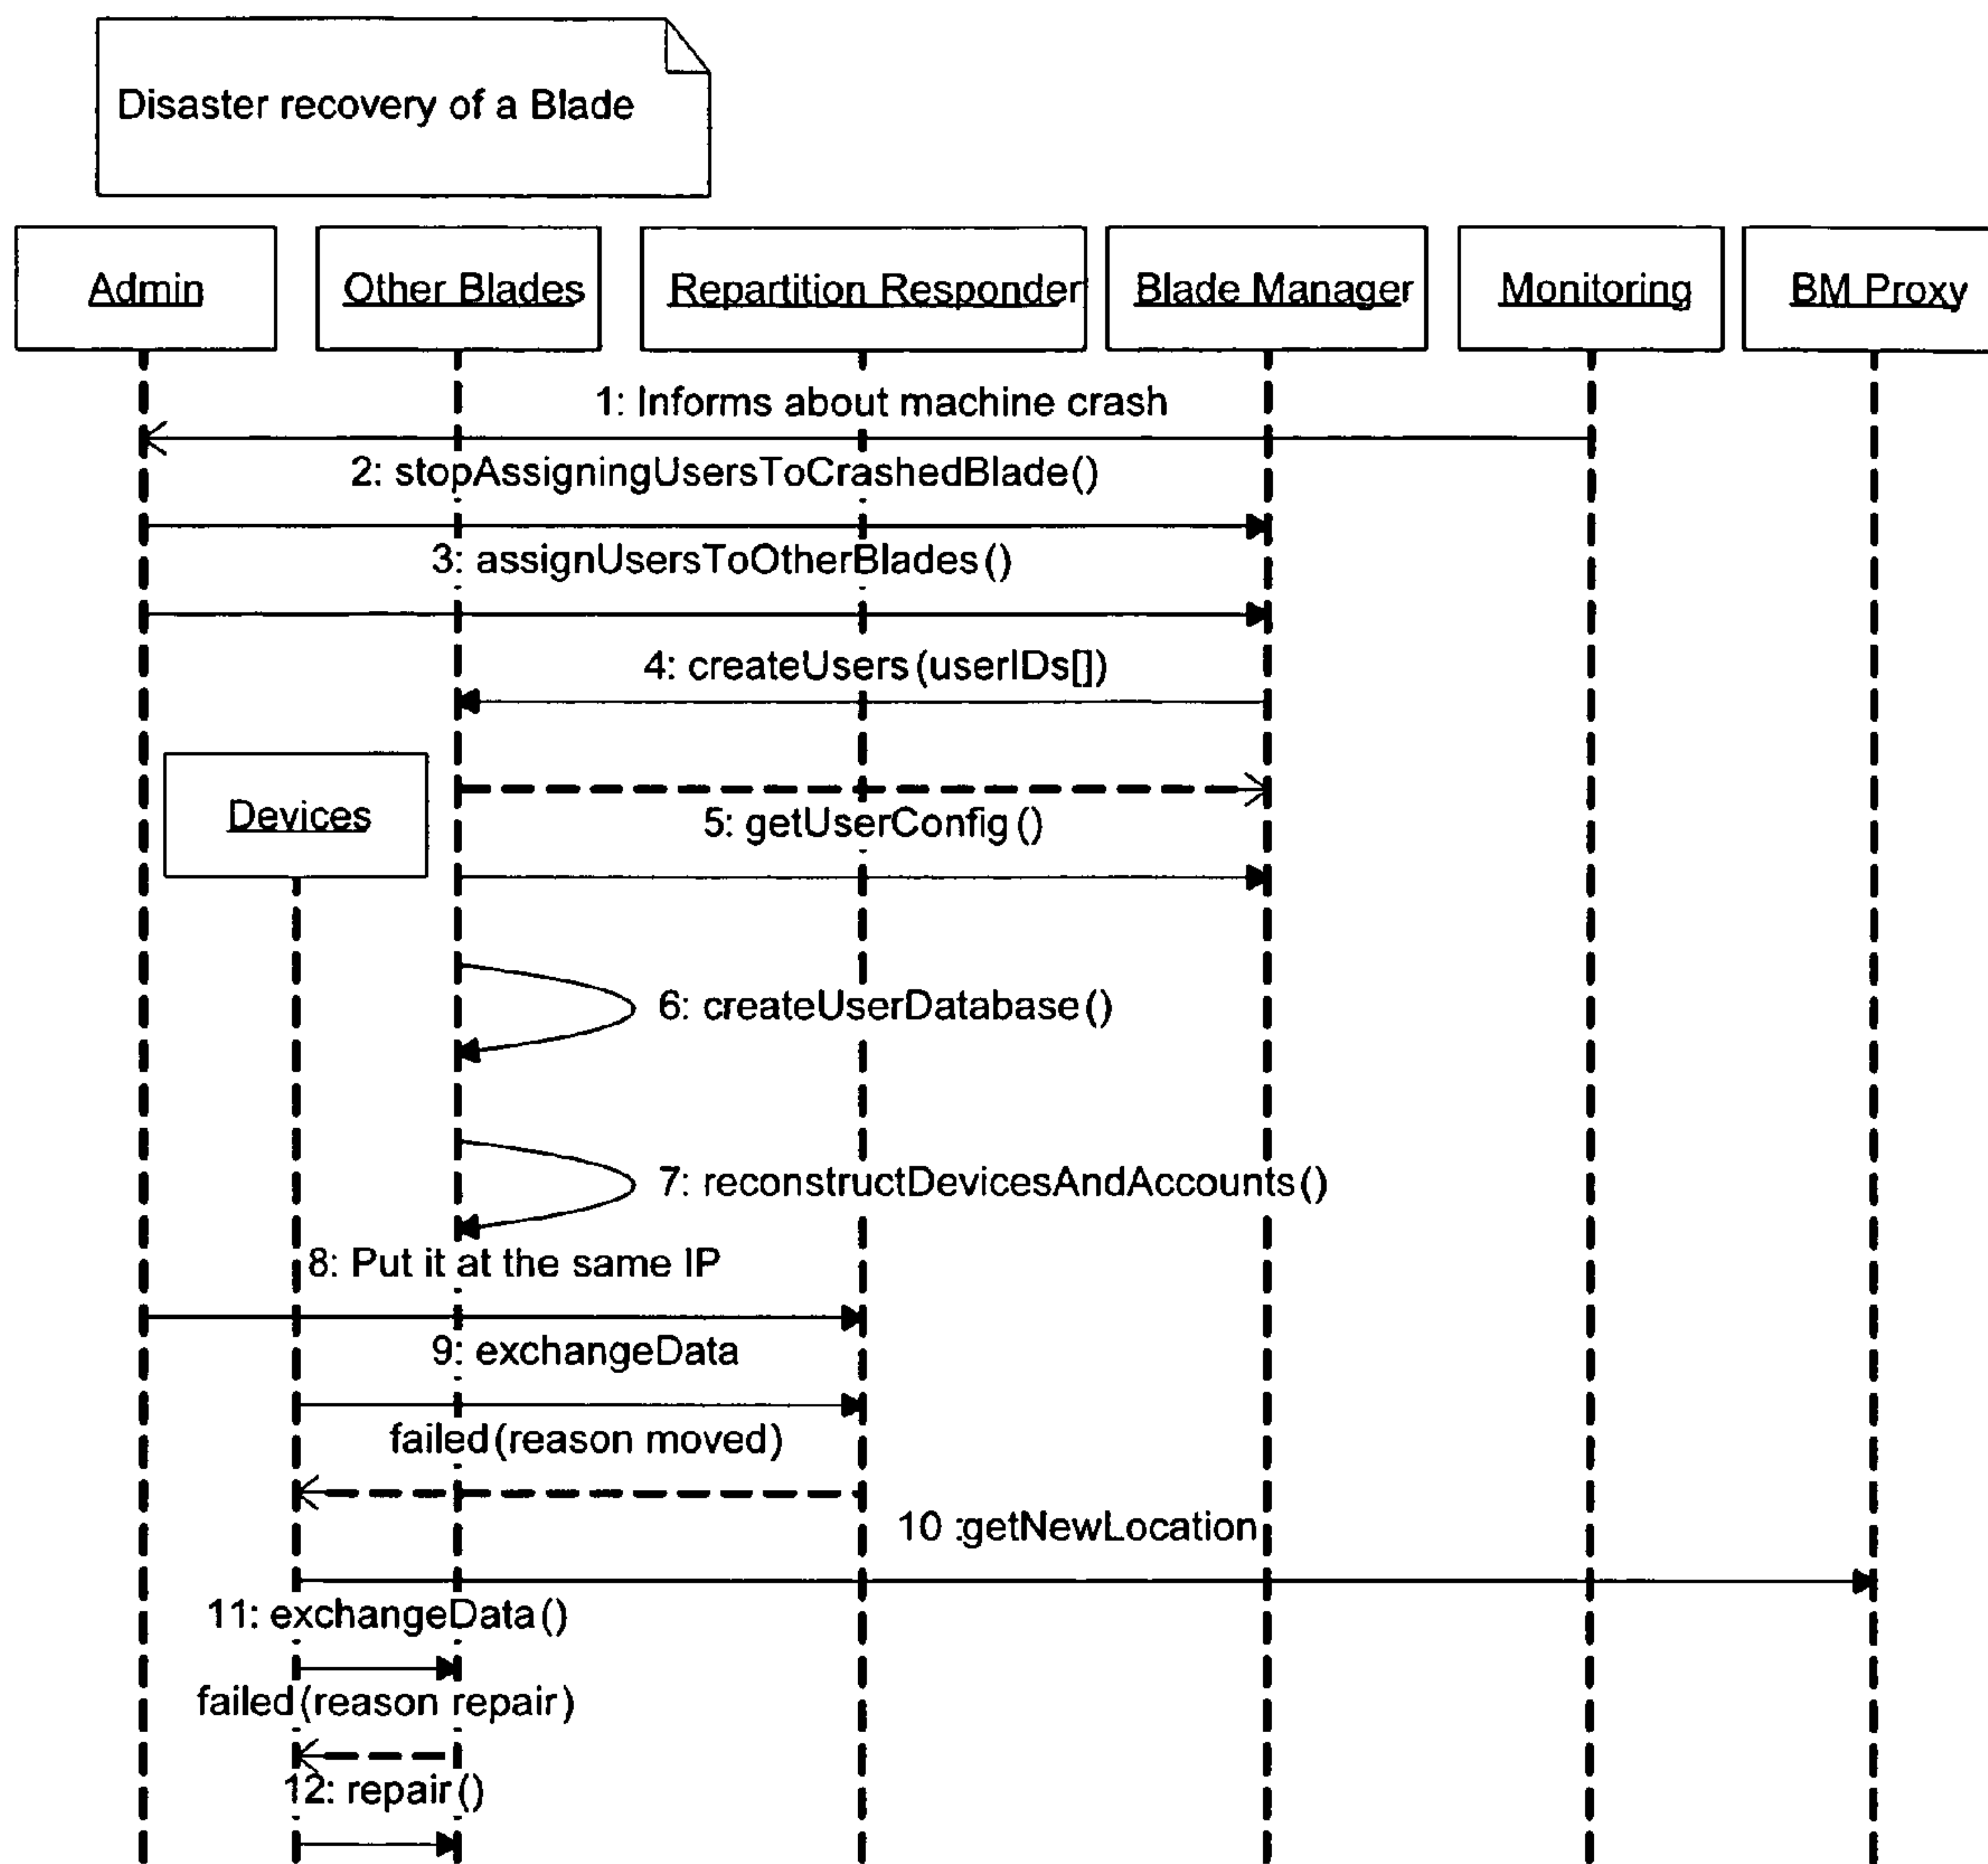 Disaster recovery of a Blade
Admin
Other Blades
Repartition Responder
Blade Manager
Monitoring
BM Proxy
1: Informs about machine crash
2: stopAssigningUsersToCrashedBlade()
3: assignUsersToOtherBlades()
4: createUsers(userIDs[])
Devices
5: getUserConfig()
6: createUserDatabase()
7: reconstructDevicesAndAccounts()
8: Put it at the same IP
9: exchangeData
failed(reason moved)
10 :getNewLocation
11: exchangeData()
failed(reason repair)
12: repair()